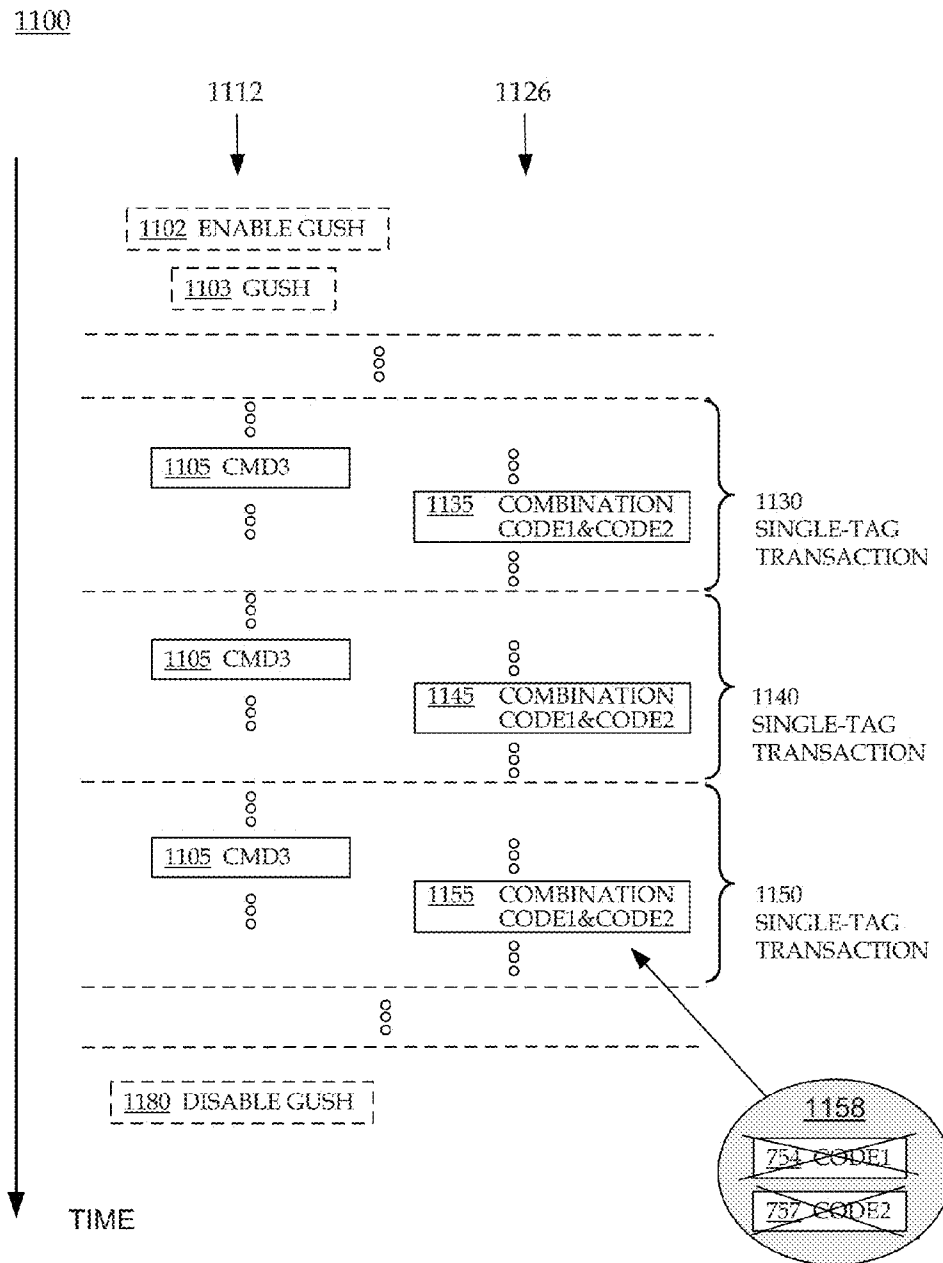 1100
1112
1126
1102 ENABLE GUSH
1103 GUSH
1105 CMD3
1135 COMBINATION
CODE1&CODE2
1130
SINGLE-TAG
TRANSACTION
1105 CMD3
1145 COMBINATION
CODE1&CODE2
1140
SINGLE-TAG
TRANSACTION
1105 CMD3
1155 COMBINATION
CODE1&CODE2
1150
SINGLE-TAG
TRANSACTION
1180 DISABLE GUSH
1158
754 CODE1
757 CODE2
TIME